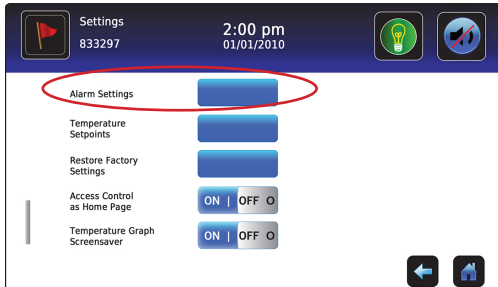 Settings
833297
2:00 pm
01/01/2010
Alarm Settings
Temperature
Setpoints
Restore Factory
Settings
Access Control
as Home Page
ON | OFF O
Temperature Graph
Screensaver
ON | OFF O